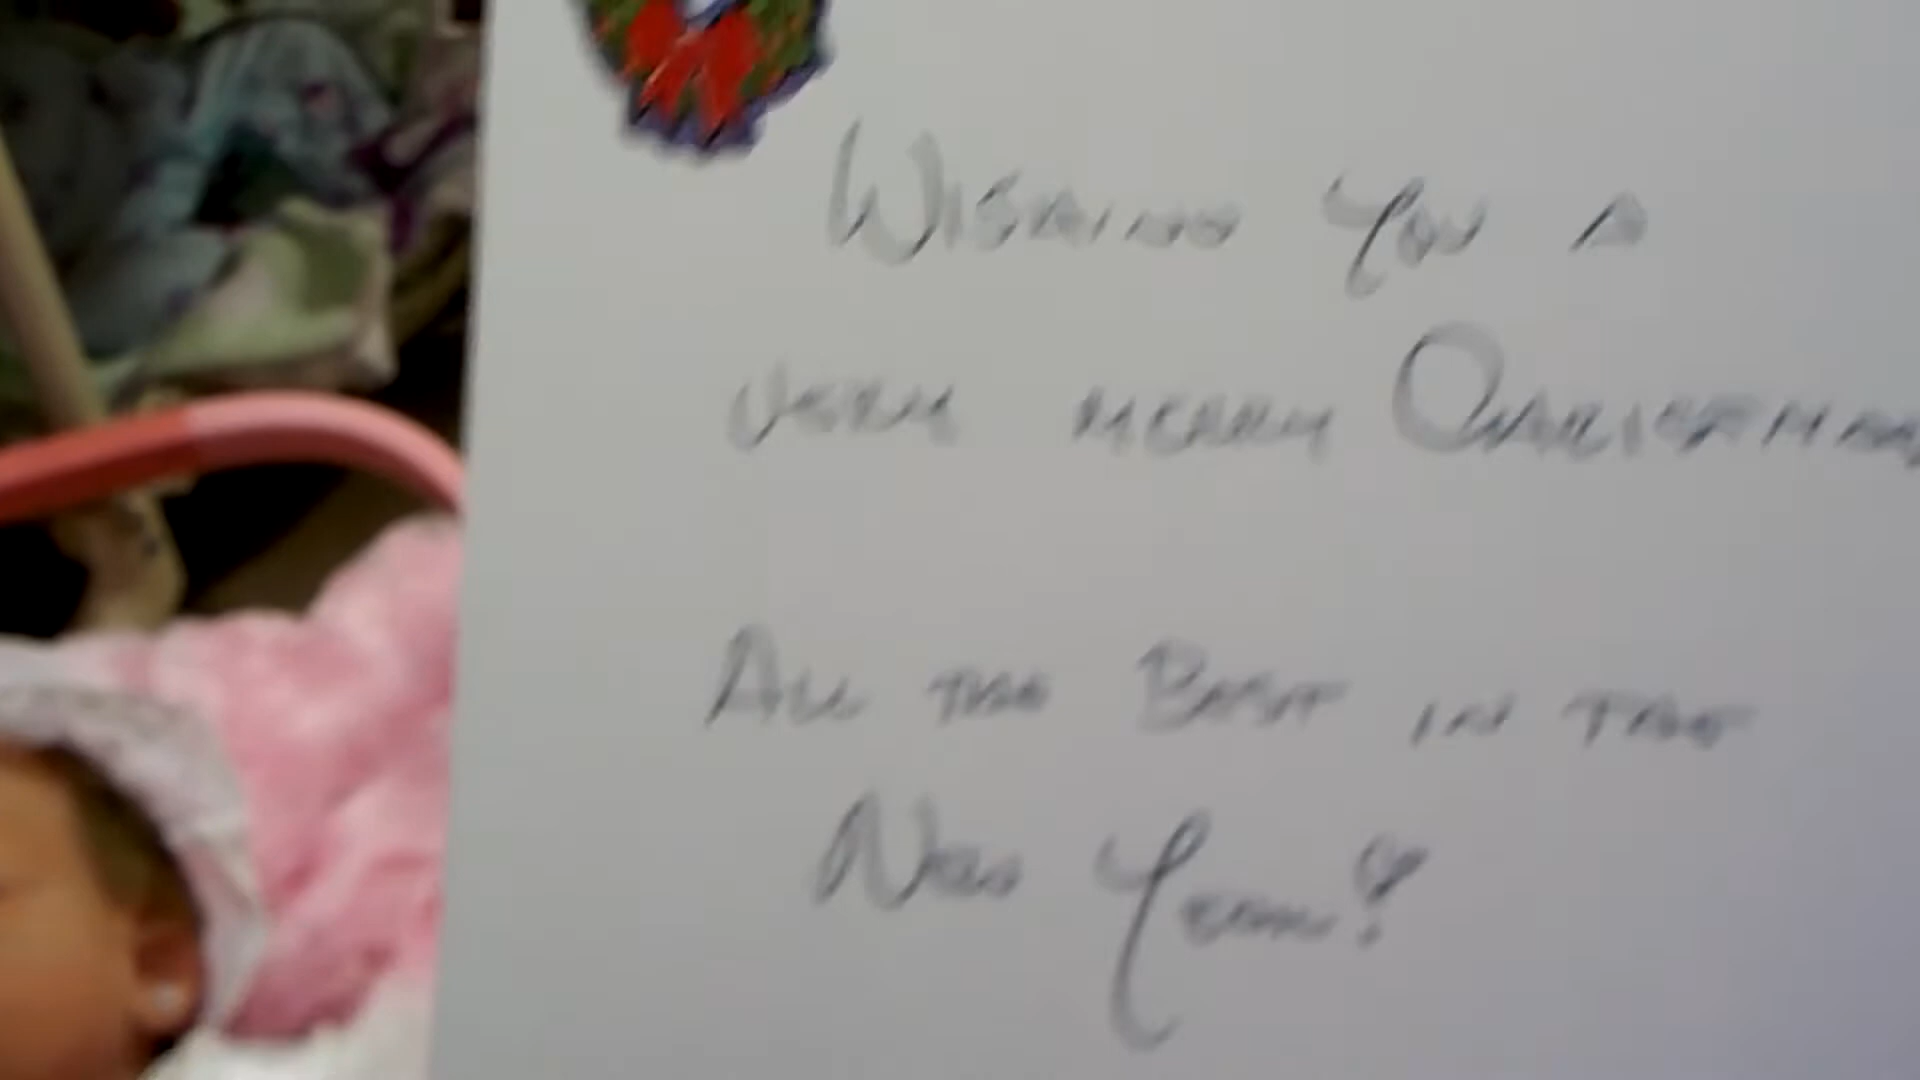 WISHING YOU A
VERY MERRY CHRISTMAS
ALL THE BEST IN THE
NEW YEAR!